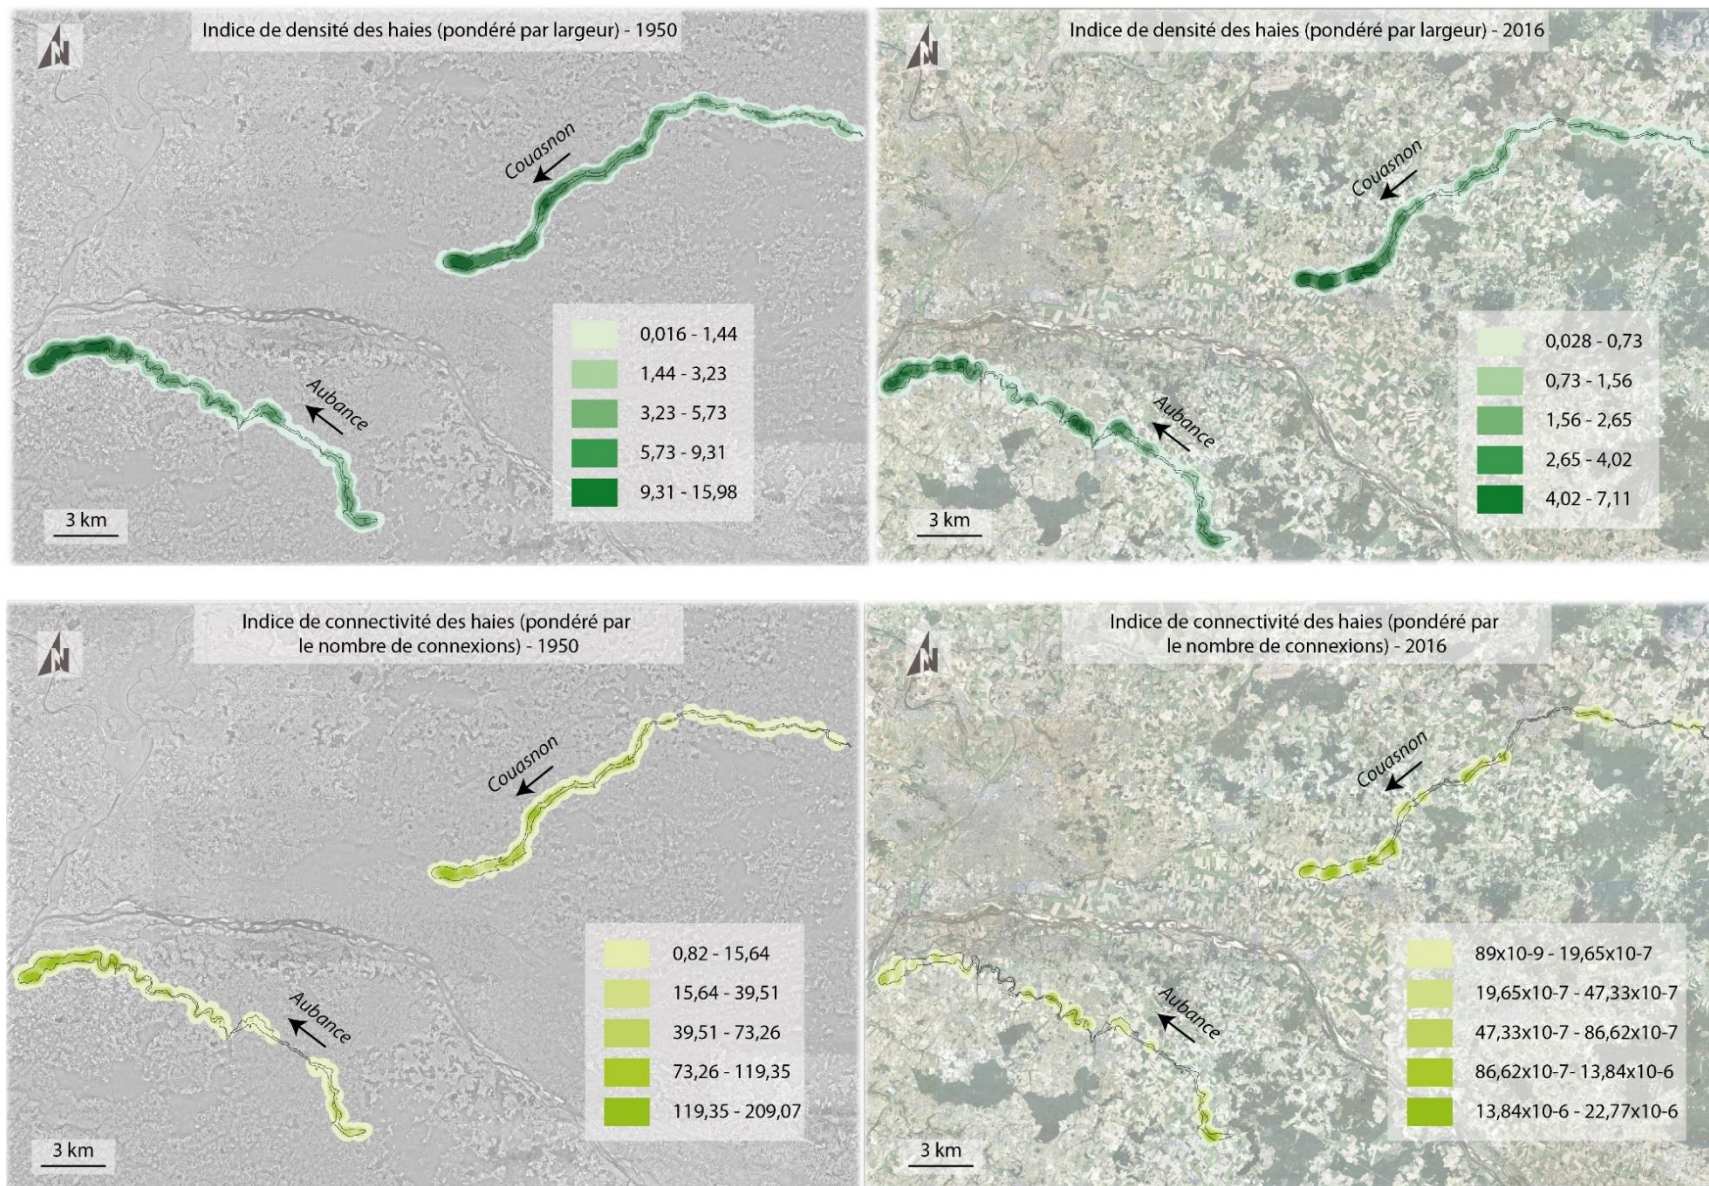 Indice de densité des haies (pondéré par largeur) - 1950
N
Couasnon
Aubance
0,016 - 1,44
1,44 - 3,23
3,23 - 5,73
5,73 - 9,31
9,31 - 15,98
3 km
Indice de densité des haies (pondéré par largeur) - 2016
N
Couasnon
Aubance
0,028 - 0,73
0,73 - 1,56
1,56 - 2,65
2,65 - 4,02
4,02 - 7,11
3 km
Indice de connectivité des haies (pondéré par
le nombre de connexions) - 1950
N
Couasnon
Aubance
0,82 - 15,64
15,64 - 39,51
39,51 - 73,26
73,26 - 119,35
119,35 - 209,07
3 km
Indice de connectivité des haies (pondéré par
le nombre de connexions) - 2016
N
Couasnon
Aubance
89x10-9 - 19,65x10-7
19,65x10-7 - 47,33x10-7
47,33x10-7 - 86,62x10-7
86,62x10-7- 13,84x10-6
13,84x10-6 - 22,77x10-6
3 km